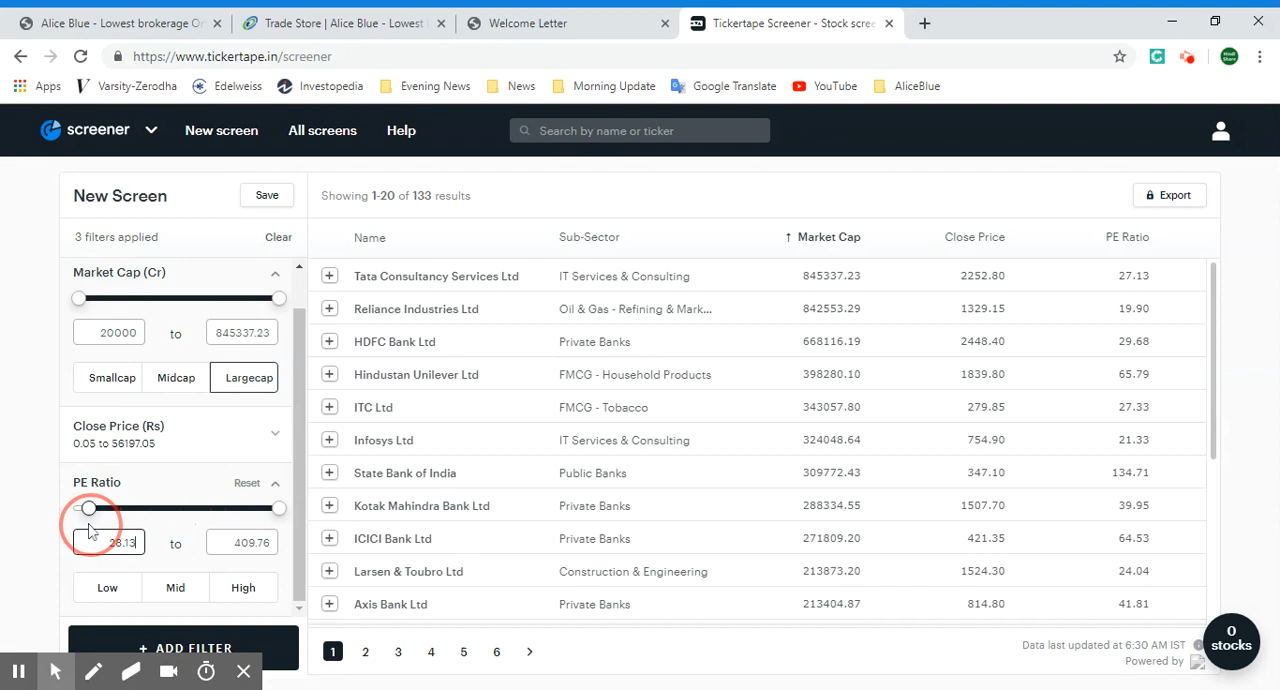 Alice Blue - Lowest brokerage On
Trade Store | Alice Blue - Lowest
Welcome Letter
Tickertape Screener - Stock scree
https://www.tickertape.in/screener
Apps
Varsity-Zerodha
Edelweiss
Investopedia
Evening News
News
Morning Update
Google Translate
YouTube
AliceBlue
screener
New screen
All screens
Help
Search by name or ticker
New Screen
Save
Showing 1-20 of 133 results
Export
3 filters applied
Clear
Name Sub-Sector ↑ Market Cap Close Price PE Ratio
Market Cap (Cr)
20000 to 845337.23
Smallcap Midcap Largecap
Close Price (Rs)
0.05 to 56197.05
PE Ratio Reset
28.13 to 409.76
Low Mid High
+ ADD FILTER
Tata Consultancy Services Ltd IT Services & Consulting 845337.23 2252.80 27.13
Reliance Industries Ltd Oil & Gas - Refining & Mark... 842553.29 1329.15 19.90
HDFC Bank Ltd Private Banks 668116.19 2448.40 29.68
Hindustan Unilever Ltd FMCG - Household Products 398280.10 1839.80 65.79
ITC Ltd FMCG - Tobacco 343057.80 279.85 27.33
Infosys Ltd IT Services & Consulting 324048.64 754.90 21.33
State Bank of India Public Banks 309772.43 347.10 134.71
Kotak Mahindra Bank Ltd Private Banks 288334.55 1507.70 39.95
ICICI Bank Ltd Private Banks 271809.20 421.35 64.53
Larsen & Toubro Ltd Construction & Engineering 213873.20 1524.30 24.04
Axis Bank Ltd Private Banks 213404.87 814.80 41.81
1 2 3 4 5 6
Data last updated at 6:30 AM IST
Powered by
0
stocks